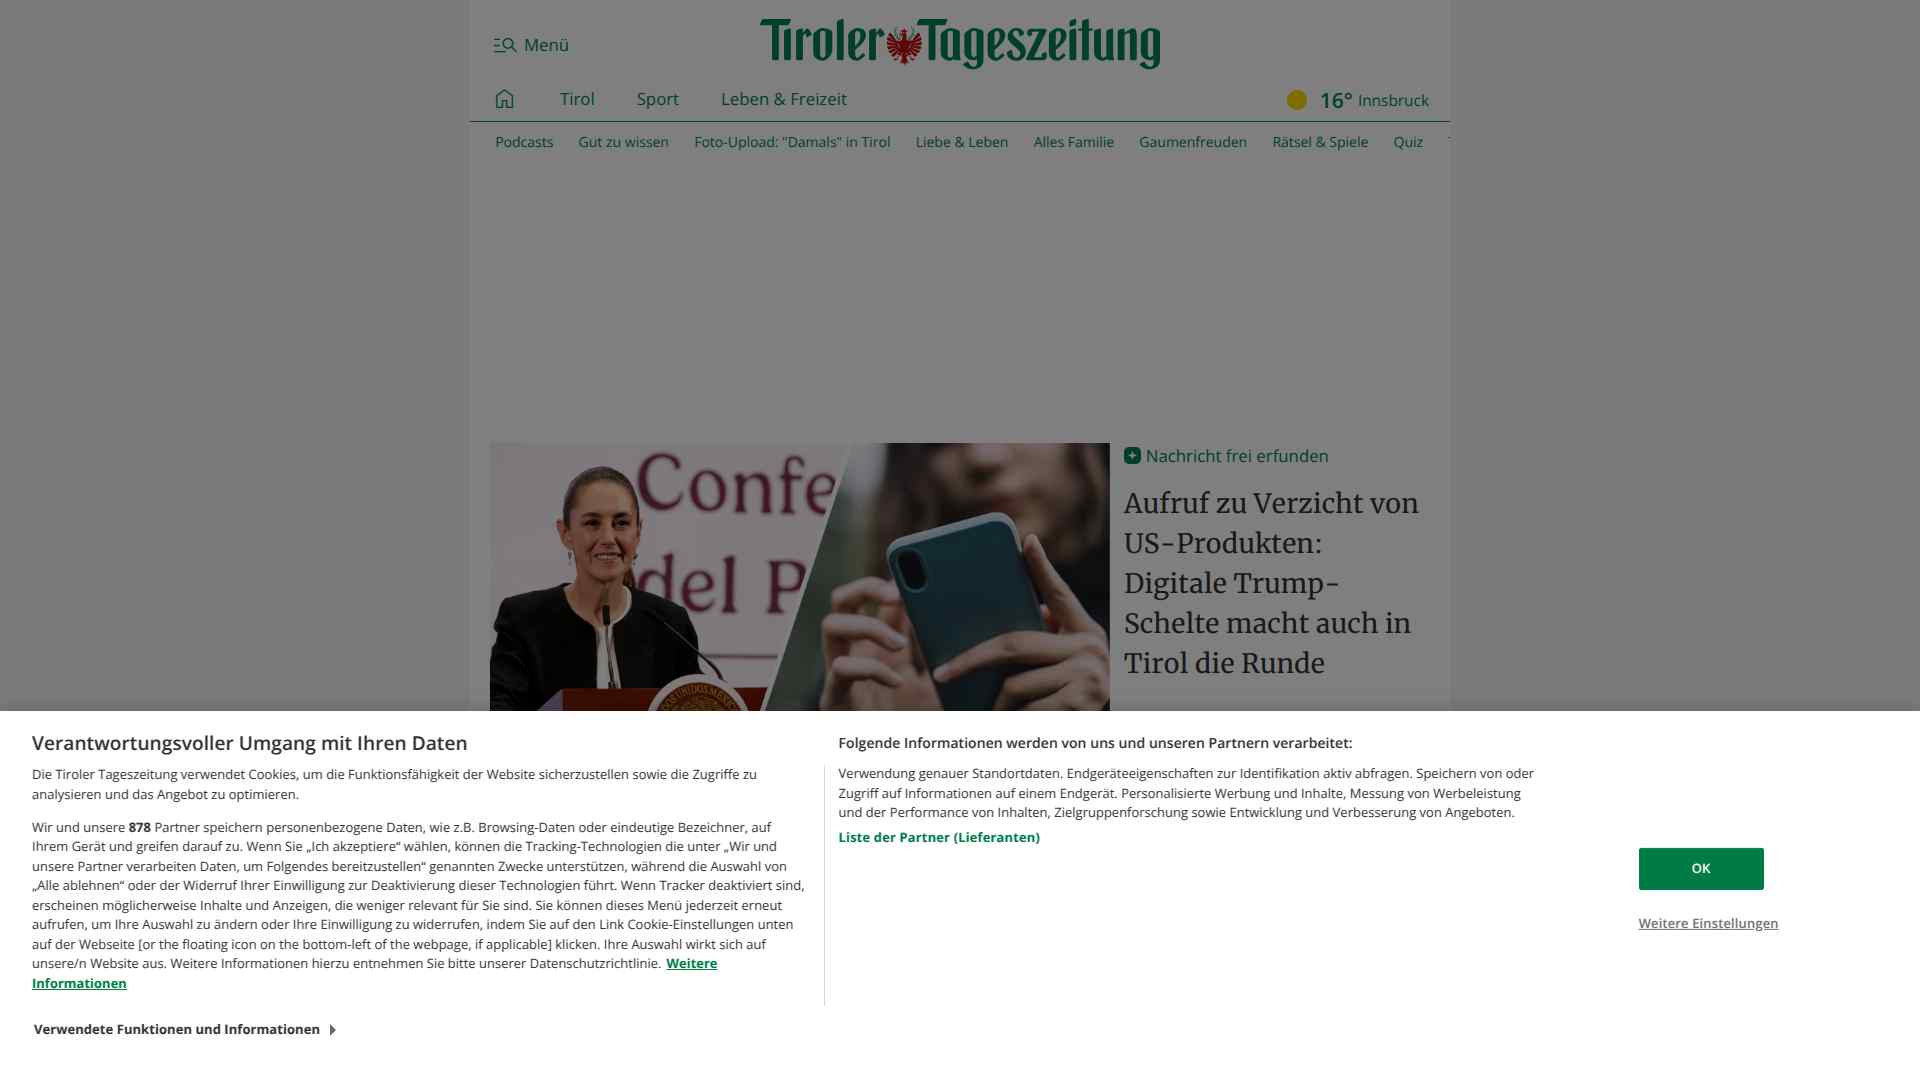 Menü
Tiroler Tageszeitung
Tirol Sport Leben & Freizeit 16° Innsbruck
Podcasts Gut zu wissen Foto-Upload: "Damals" in Tirol Liebe & Leben Alles Familie Gaumenfreuden Rätsel & Spiele Quiz
Confe
del P
Nachricht frei erfunden
Aufruf zu Verzicht von
US-Produkten:
Digitale Trump-
Schelte macht auch in
Tirol die Runde
Verantwortungsvoller Umgang mit Ihren Daten
Die Tiroler Tageszeitung verwendet Cookies, um die Funktionsfähigkeit der Website sicherzustellen sowie die Zugriffe zu
analysieren und das Angebot zu optimieren.
Wir und unsere 878 Partner speichern personenbezogene Daten, wie z.B. Browsing-Daten oder eindeutige Bezeichner, auf
Ihrem Gerät und greifen darauf zu. Wenn Sie „Ich akzeptiere“ wählen, können die Tracking-Technologien die unter „Wir und
unsere Partner verarbeiten Daten, um Folgendes bereitzustellen“ genannten Zwecke unterstützen, während die Auswahl von
„Alle ablehnen“ oder der Widerruf Ihrer Einwilligung zur Deaktivierung dieser Technologien führt. Wenn Tracker deaktiviert sind,
erscheinen möglicherweise Inhalte und Anzeigen, die weniger relevant für Sie sind. Sie können dieses Menü jederzeit erneut
aufrufen, um Ihre Auswahl zu ändern oder Ihre Einwilligung zu widerrufen, indem Sie auf den Link Cookie-Einstellungen unten
auf der Webseite [or the floating icon on the bottom-left of the webpage, if applicable] klicken. Ihre Auswahl wirkt sich auf
unsere/n Website aus. Weitere Informationen hierzu entnehmen Sie bitte unserer Datenschutzrichtlinie. Weitere
Informationen
Verwendete Funktionen und Informationen
Folgende Informationen werden von uns und unseren Partnern verarbeitet:
Verwendung genauer Standortdaten. Endgeräteeigenschaften zur Identifikation aktiv abfragen. Speichern von oder
Zugriff auf Informationen auf einem Endgerät. Personalisierte Werbung und Inhalte, Messung von Werbeleistung
und der Performance von Inhalten, Zielgruppenforschung sowie Entwicklung und Verbesserung von Angeboten.
Liste der Partner (Lieferanten)
OK
Weitere Einstellungen